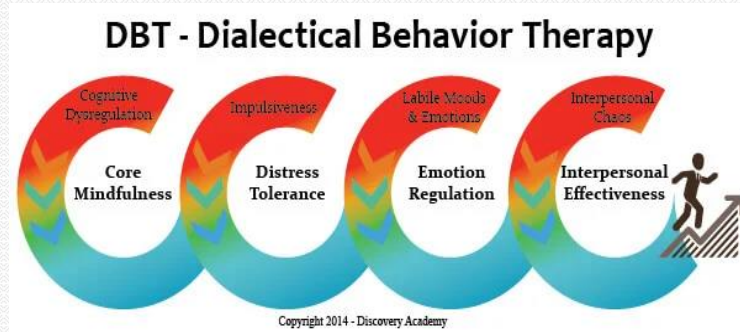 DBT - Dialectical Behavior Therapy
Cognitive
Dysregulation
Impulsiveness
Labile Moods
& Emotions
Interpersonal
Chaos
Core
Mindfulness
Distress
Tolerance
Emotion
Regulation
Interpersonal
Effectiveness
Copyright 2014 - Discovery Academy